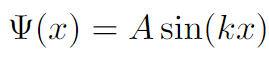 Ψ(x) = A sin(kx)